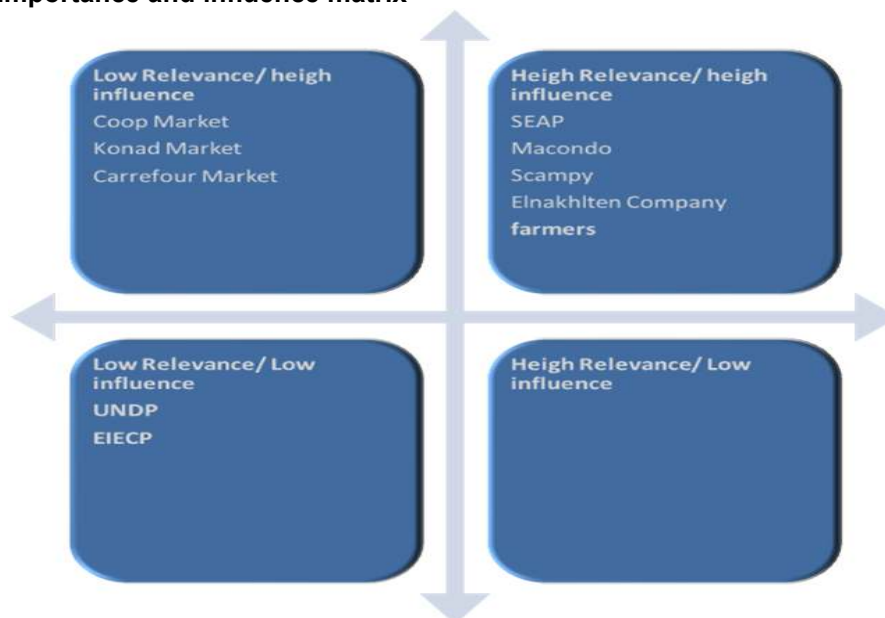 importance and influence matrix
Low Relevance/ heigh
influence
Coop Market
Konad Market
Carrefour Market
Heigh Relevance/ heigh
influence
SEAP
Macondo
Scampy
Elnakhlten Company
farmers
Low Relevance/ Low
influence
UNDP
EIECP
Heigh Relevance/ Low
influence